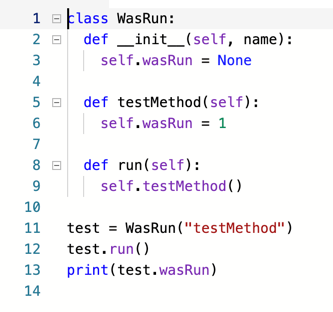 1 class WasRun:
2   def __init__(self, name):
3     self.wasRun = None
4
5   def testMethod(self):
6     self.wasRun = 1
7
8   def run(self):
9     self.testMethod()
10
11 test = WasRun("testMethod")
12 test.run()
13 print(test.wasRun)
14